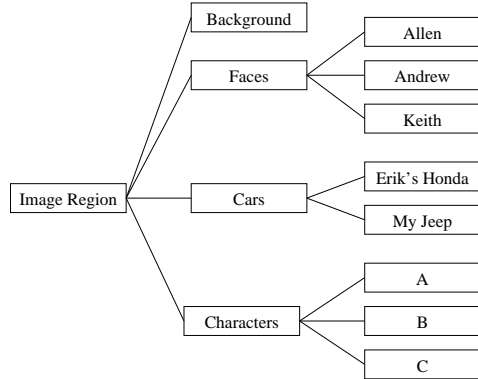 Background
Faces
Allen
Andrew
Keith
Image Region
Cars
Erik's Honda
My Jeep
Characters
A
B
C